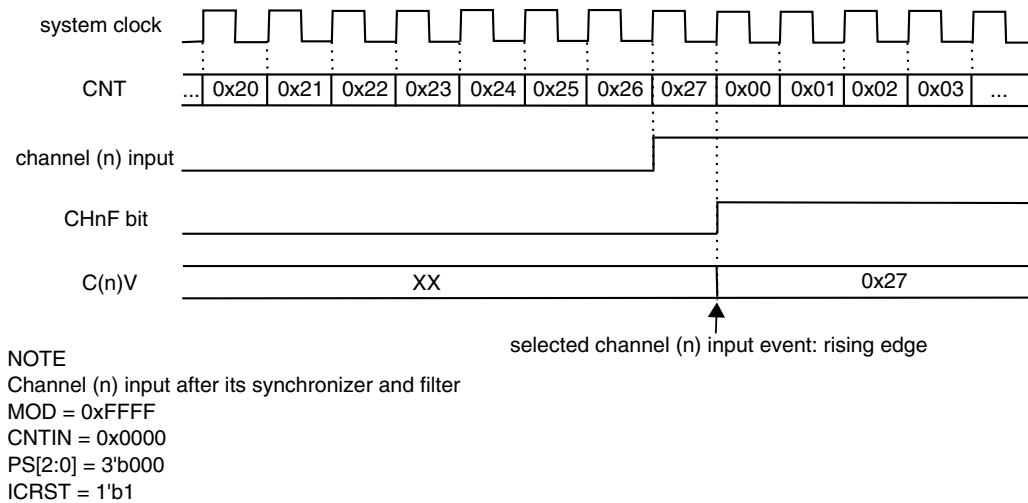 system clock
CNT ... 0x20 0x21 0x22 0x23 0x24 0x25 0x26 0x27 0x00 0x01 0x02 0x03 ...
channel (n) input
CHnF bit
C(n)V XX 0x27
selected channel (n) input event: rising edge
NOTE
Channel (n) input after its synchronizer and filter
MOD = 0xFFFF
CNTIN = 0x0000
PS[2:0] = 3'b000
ICRST = 1'b1